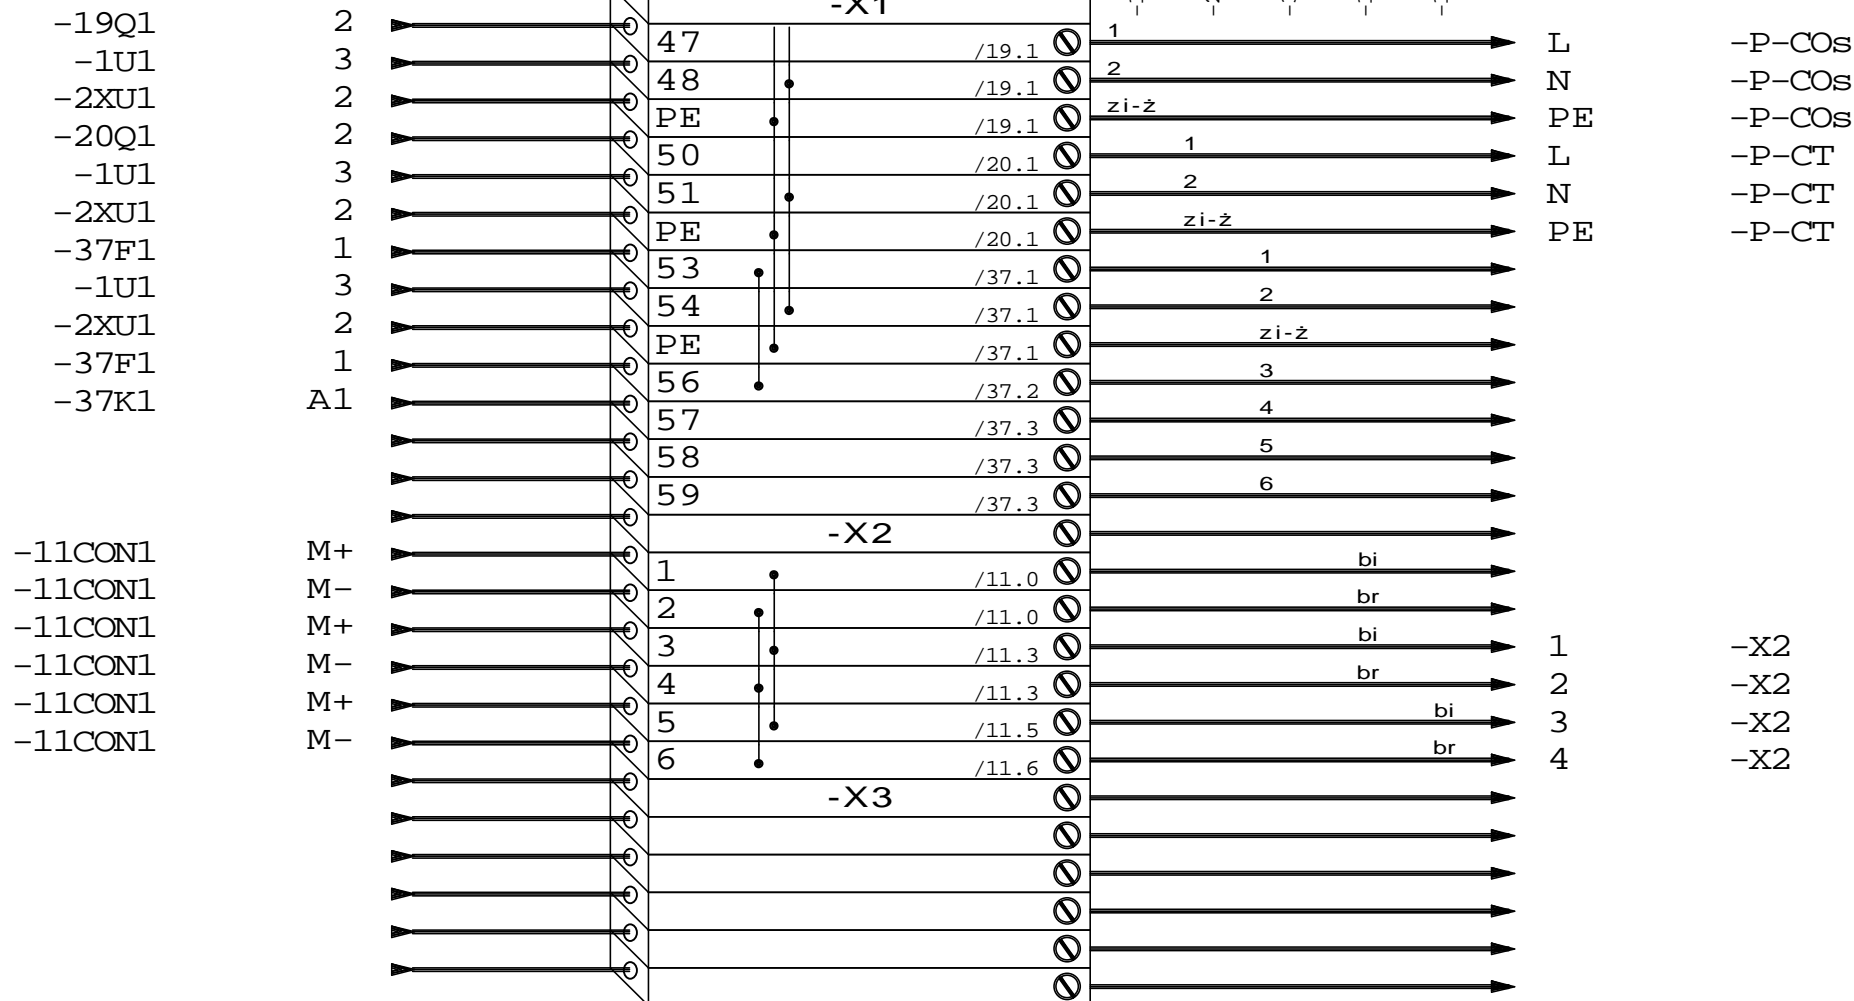 -X1
-19Q1 2 47 /19.1 1 L -P-COs
-1U1 3 48 /19.1 2 N -P-COs
-2XU1 2 PE /19.1 zi-ż PE -P-COs
-20Q1 2 50 /20.1 1 L -P-CT
-1U1 3 51 /20.1 2 N -P-CT
-2XU1 2 PE /20.1 zi-ż PE -P-CT
-37F1 1 53 /37.1 1
-1U1 3 54 /37.1 2
-2XU1 2 PE /37.1 zi-ż
-37F1 1 56 /37.2 3
-37K1 A1 57 /37.3 4
58 /37.3 5
59 /37.3 6
-X2
-11CON1 M+ 1 /11.0 bi
-11CON1 M- 2 /11.0 br
-11CON1 M+ 3 /11.3 bi 1 -X2
-11CON1 M- 4 /11.3 br 2 -X2
-11CON1 M+ 5 /11.5 bi 3 -X2
-11CON1 M- 6 /11.6 br 4 -X2
-X3